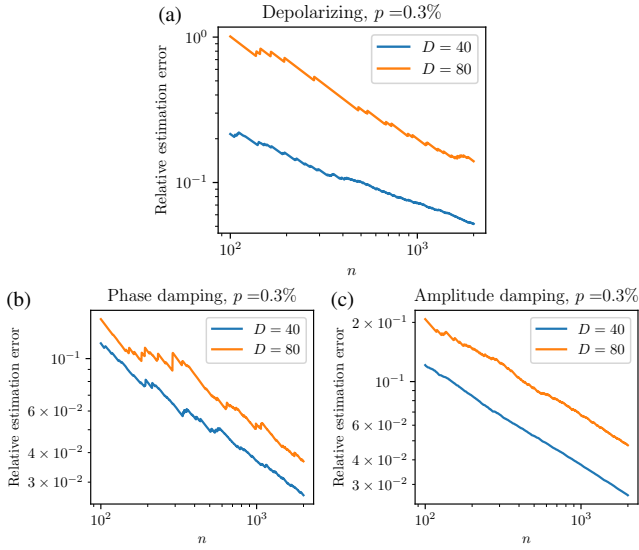 (a)
Depolarizing, p =0.3%
Relative estimation error
10^0
10^{-1}
D = 40
D = 80
10^2
10^3
n
(b)
Phase damping, p =0.3%
Relative estimation error
10^{-1}
6 × 10^{-2}
4 × 10^{-2}
3 × 10^{-2}
D = 40
D = 80
10^2
10^3
n
(c)
Amplitude damping, p =0.3%
Relative estimation error
2 × 10^{-1}
10^{-1}
6 × 10^{-2}
4 × 10^{-2}
3 × 10^{-2}
D = 40
D = 80
10^2
10^3
n